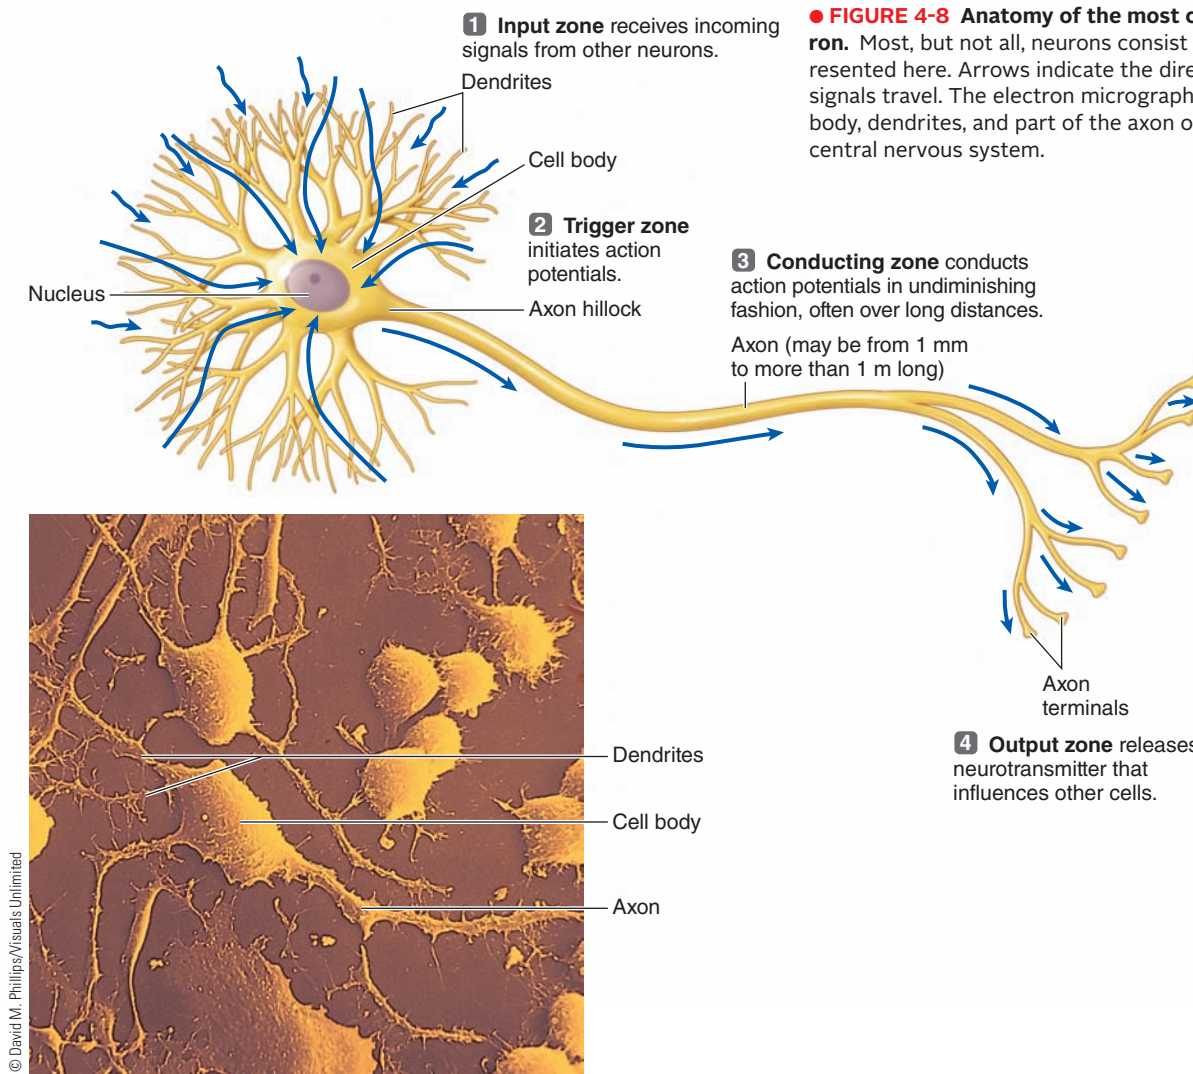 1 Input zone receives incoming
signals from other neurons.
Dendrites
Cell body
2 Trigger zone
initiates action
potentials.
Nucleus
Axon hillock
● FIGURE 4-8 Anatomy of the most
ron. Most, but not all, neurons consist
resented here. Arrows indicate the
signals travel. The electron micrograph
body, dendrites, and part of the axon
central nervous system.
3 Conducting zone conducts
action potentials in undiminishing
fashion, often over long distances.
Axon (may be from 1 mm
to more than 1 m long)
Axon
terminals
4 Output zone releases
neurotransmitter that
influences other cells.
Dendrites
Cell body
Axon
© David M. Phillips/Visuals Unlimited